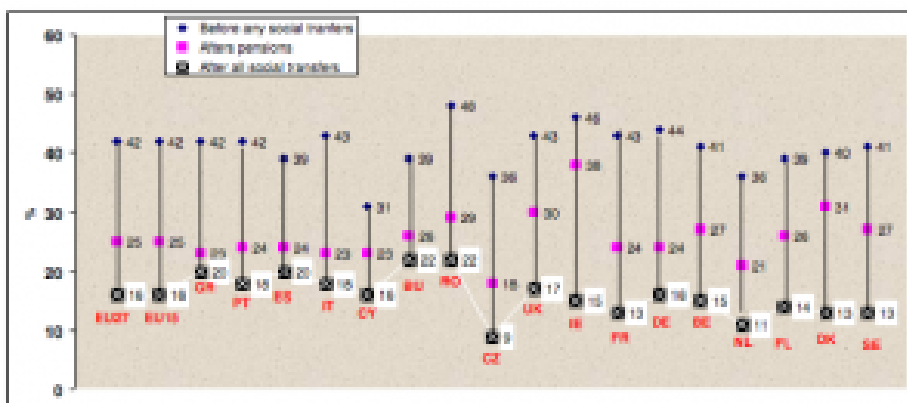 Before any social tranfers
Afters pensions
After all social transfers
60
50
40
30
20
10
0
%
42 42 42 42 39 43 31 39 48 36 43 46 43 44 41 36 39 40 41
25 25 23 24 24 23 23 26 29 18 30 38 24 24 27 21 26 31 27
16 16 20 18 20 18 16 22 22 9 17 15 13 16 15 11 14 13 13
EU27 EU15 GR PT ES IT CY BU RO CZ UK IE FR DE BE NL FL DK SE